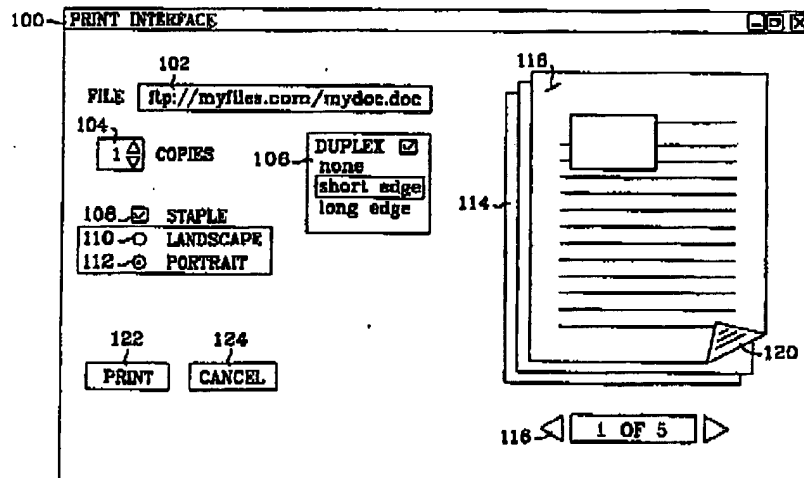 100 PRINT INTERFACE
102
FILE ftp://myfiles.com/mydoc.doc
104
1 COPIES
106 DUPLEX
none
short edge
long edge
108 STAPLE
110 LANDSCAPE
112 PORTRAIT
122 124
PRINT CANCEL
118
114
120
116 1 OF 5